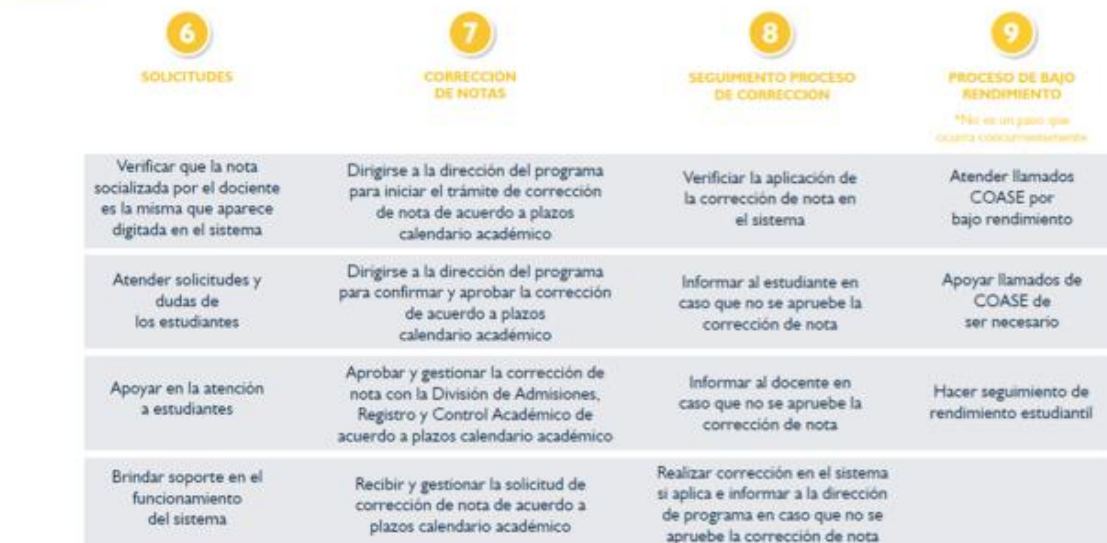 6
SOLICITUDES
7
CORRECCIÓN
DE NOTAS
8
SEGUIMIENTO PROCESO
DE CORRECCIÓN
9
PROCESO DE BAJO
RENDIMIENTO
*No es un paso que
ocurra concurrentemente
Verificar que la nota
socializada por el dociente
es la misma que aparece
digitada en el sistema
Dirigirse a la dirección del programa
para iniciar el trámite de corrección
de nota de acuerdo a plazos
calendario académico
Verificiar la aplicación de
la corrección de nota en
el sistema
Atender llamados
COASE por
bajo rendimiento
Atender solicitudes y
dudas de
los estudiantes
Dirigirse a la dirección del programa
para confirmar y aprobar la corrección
de acuerdo a plazos
calendario académico
Informar al estudiante en
caso que no se apruebe la
corrección de nota
Apoyar llamados de
COASE de
ser necesario
Apoyar en la atención
a estudiantes
Aprobar y gestionar la corrección de
nota con la División de Admisiones,
Registro y Control Académico de
acuerdo a plazos calendario académico
Informar al docente en
caso que no se apruebe la
corrección de nota
Hacer seguimiento de
rendimiento estudiantil
Brindar soporte en el
funcionamiento
del sistema
Recibir y gestionar la solicitud de
corrección de nota de acuerdo a
plazos calendario académico
Realizar corrección en el sistema
si aplica e informar a la dirección
de programa en caso que no se
apruebe la corrección de nota